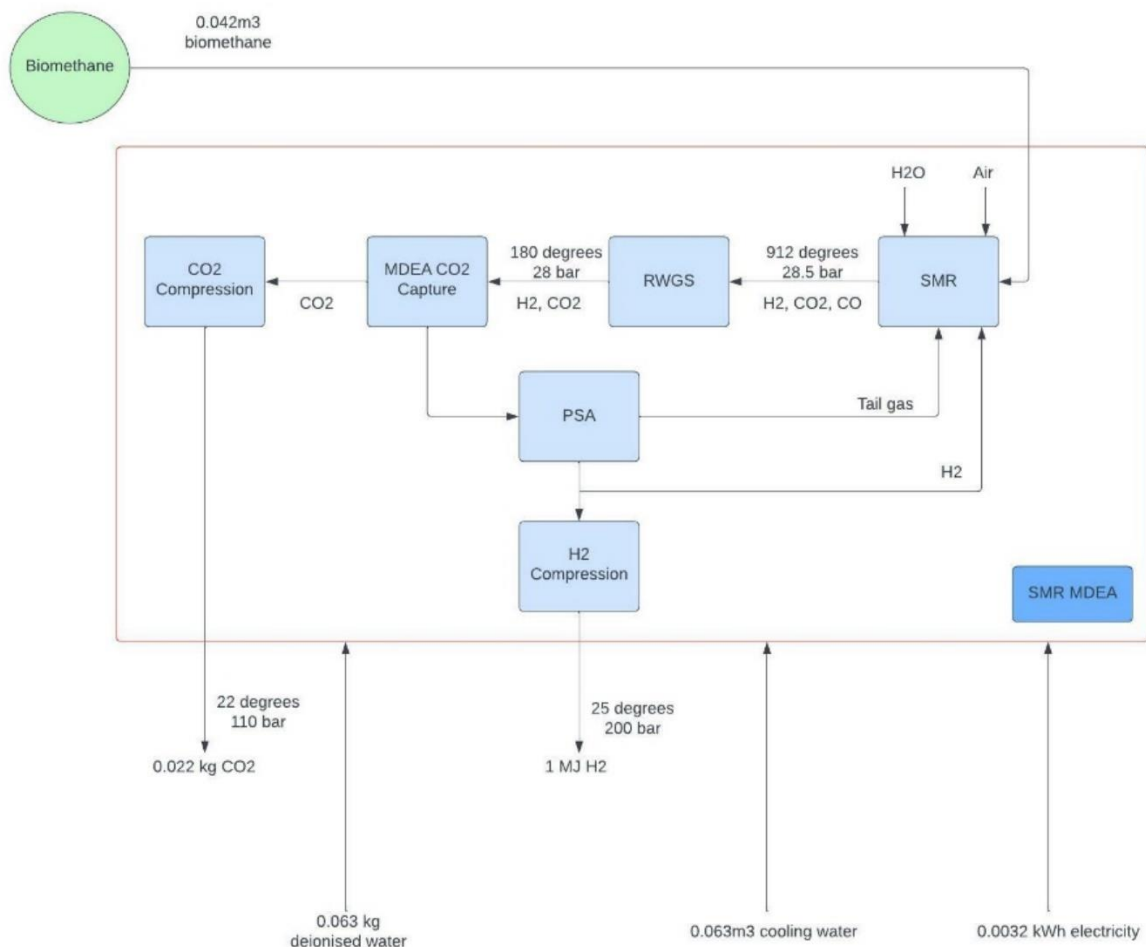 0.042m3
biomethane
Biomethane
H2O
Air
CO2
Compression
MDEA CO2
Capture
180 degrees
28 bar
H2, CO2
RWGS
912 degrees
28.5 bar
H2, CO2, CO
SMR
CO2
PSA
Tail gas
H2
H2
Compression
SMR MDEA
22 degrees
110 bar
25 degrees
200 bar
0.022 kg CO2
1 MJ H2
0.063 kg
deionised water
0.063m3 cooling water
0.0032 kWh electricity